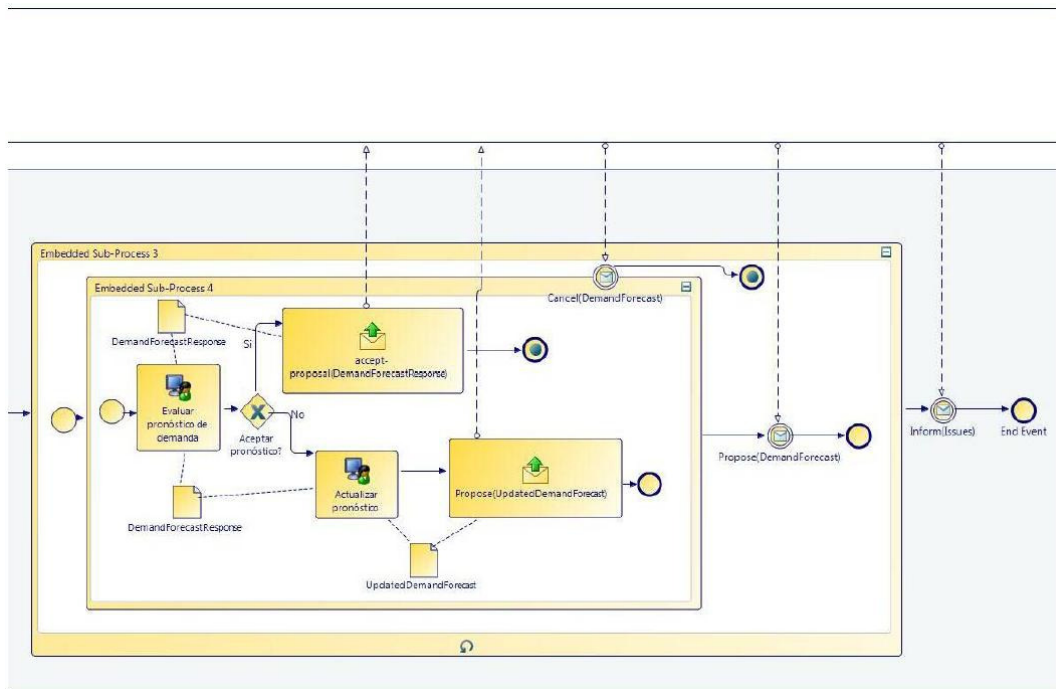 Embedded Sub-Process 3
Embedded Sub-Process 4
Cancel(DemandForecast)
DemandForecastResponse
Si
accept-
proposal(DemandForecastResponse)
Evaluar
pronóstico de
demanda
No
Aceptar
pronóstico?
Inform(Issues)
End Event
Propose(DemandForecast)
Actualizar
pronóstico
Propose(UpdatedDemandForecast)
DemandForecastResponse
UpdatedDemandForecast